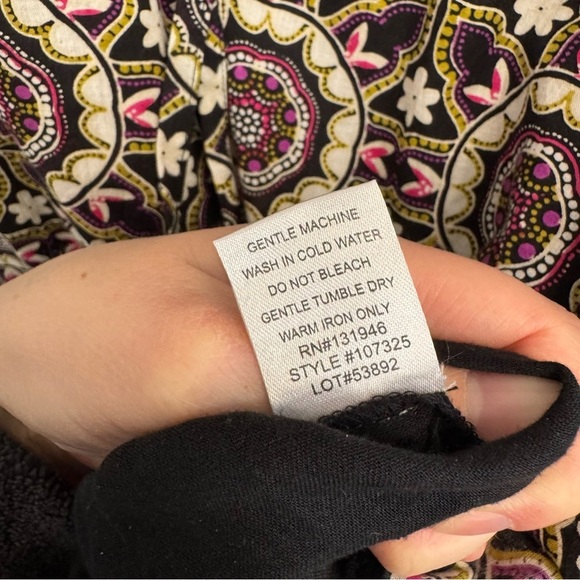 GENTLE MACHINE
WASH IN COLD WATER
DO NOT BLEACH
GENTLE TUMBLE DRY
WARM IRON ONLY
RN#131946
STYLE #107325
LOT#53892